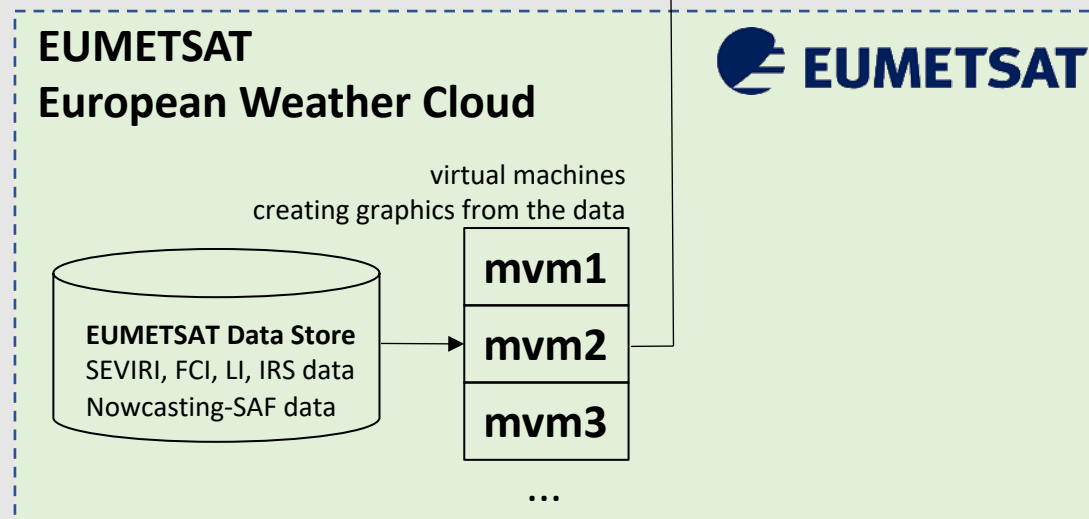 EUMETSAT
European Weather Cloud
EUMETSAT
virtual machines
creating graphics from the data
mvm1
EUMETSAT Data Store
SEVIRI, FCI, LI, IRS data
Nowcasting-SAF data
mvm2
mvm3
...